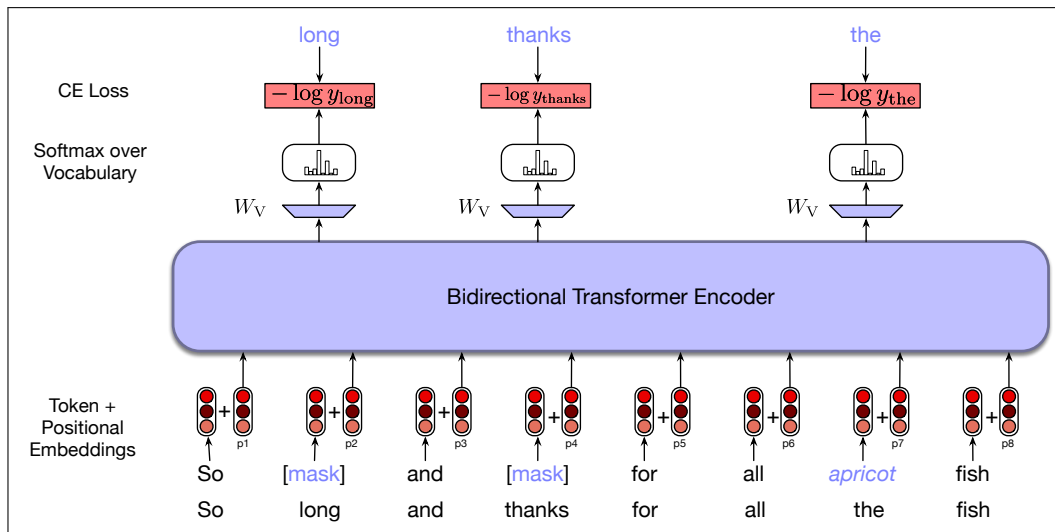 long thanks the
CE Loss
− log y_long − log y_thanks − log y_the
Softmax over
Vocabulary
W_V W_V W_V
Bidirectional Transformer Encoder
Token +
Positional
Embeddings
+ + + + + + + +
p1 p2 p3 p4 p5 p6 p7 p8
So [mask] and [mask] for all apricot fish
So long and thanks for all the fish